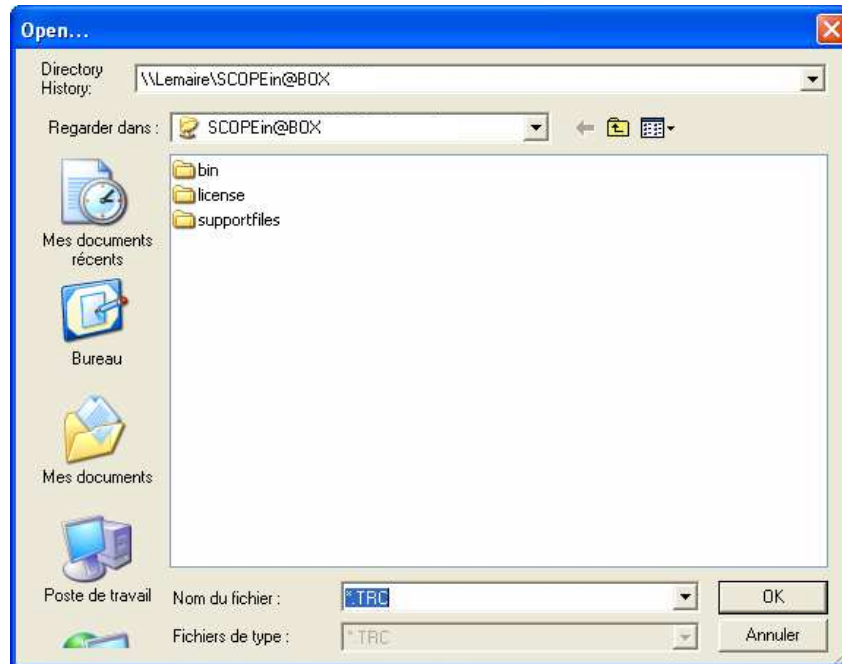 Open...
Directory
History:
\\Lemaire\SCOPEin@BOX
Regarder dans :
SCOPEin@BOX
bin
license
supportfiles
Mes documents
récents
Bureau
Mes documents
Poste de travail
Nom du fichier :
*.TRC
OK
Fichiers de type :
*.TRC
Annuler